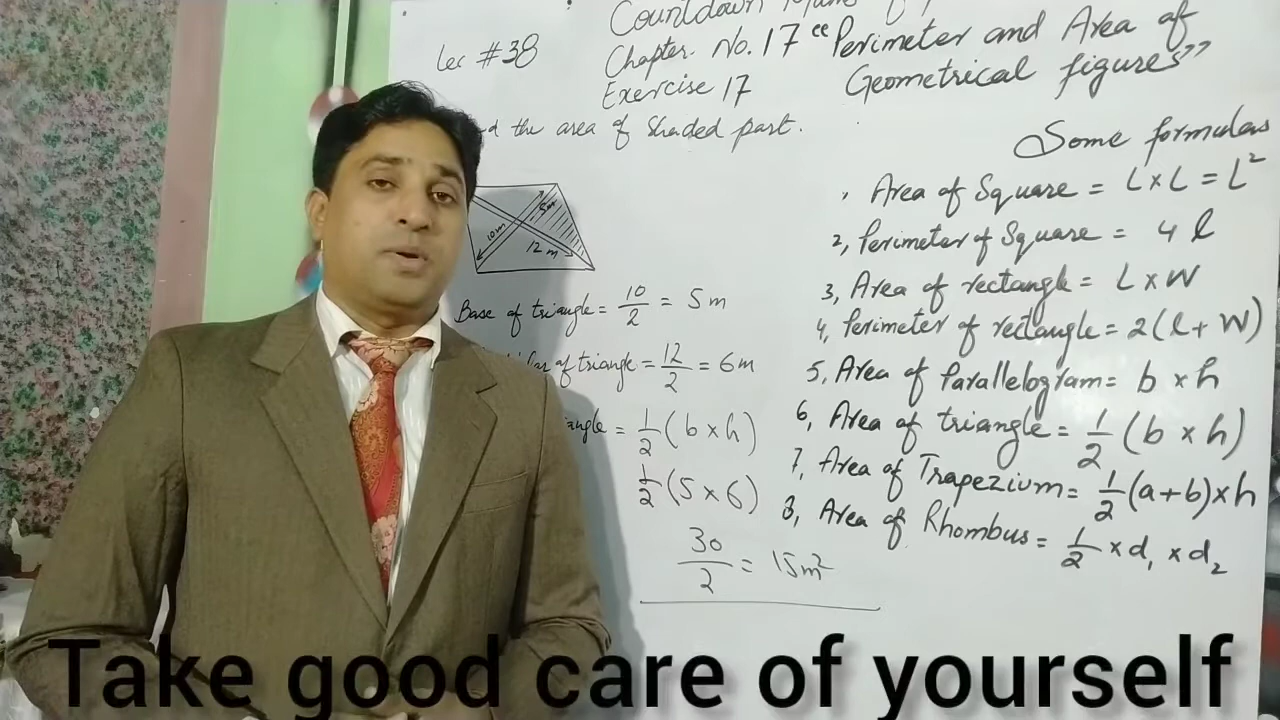 Lec #38
Countdown
Chapter. No. 17 "Perimeter and Area of
Geometrical figures"
Exercise 17
the area of Shaded part.
10m
5m
12 m
Base of triangle = 10/2 = 5m
of triangle = 12/2 = 6m
= 1/2 (b x h)
1/2 (5 x 6)
30/2 = 15m²
Some formulas
, Area of Square = L x L = L²
2, Perimeter of Square = 4 l
3, Area of rectangle = L x W
4, Perimeter of rectangle = 2(l + W)
5, Area of Parallelogram = b x h
6, Area of triangle = 1/2 (b x h)
7, Area of Trapezium = 1/2 (a+b) x h
8, Area of Rhombus = 1/2 x d₁ x d₂
Take good care of yourself